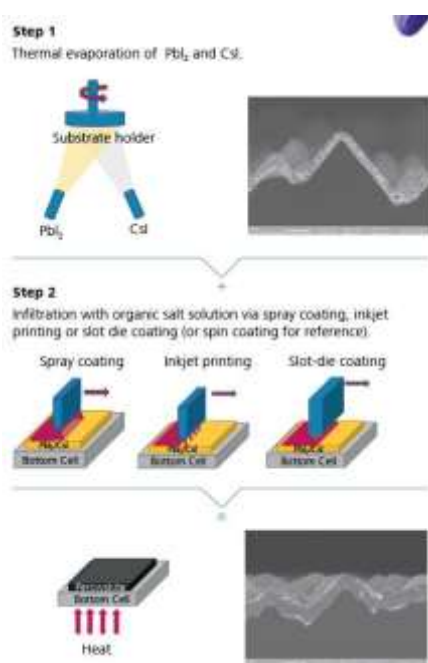 Step 1
Thermal evaporation of PbI₂ and CsI.
Substrate holder
PbI₂
CsI
Step 2
Infiltration with organic salt solution via spray coating, inkjet
printing or slot die coating (or spin coating for reference).
Spray coating
Inkjet printing
Slot-die coating
Bottom Cell
Bottom Cell
Bottom Cell
Perovskite
Bottom Cell
Heat